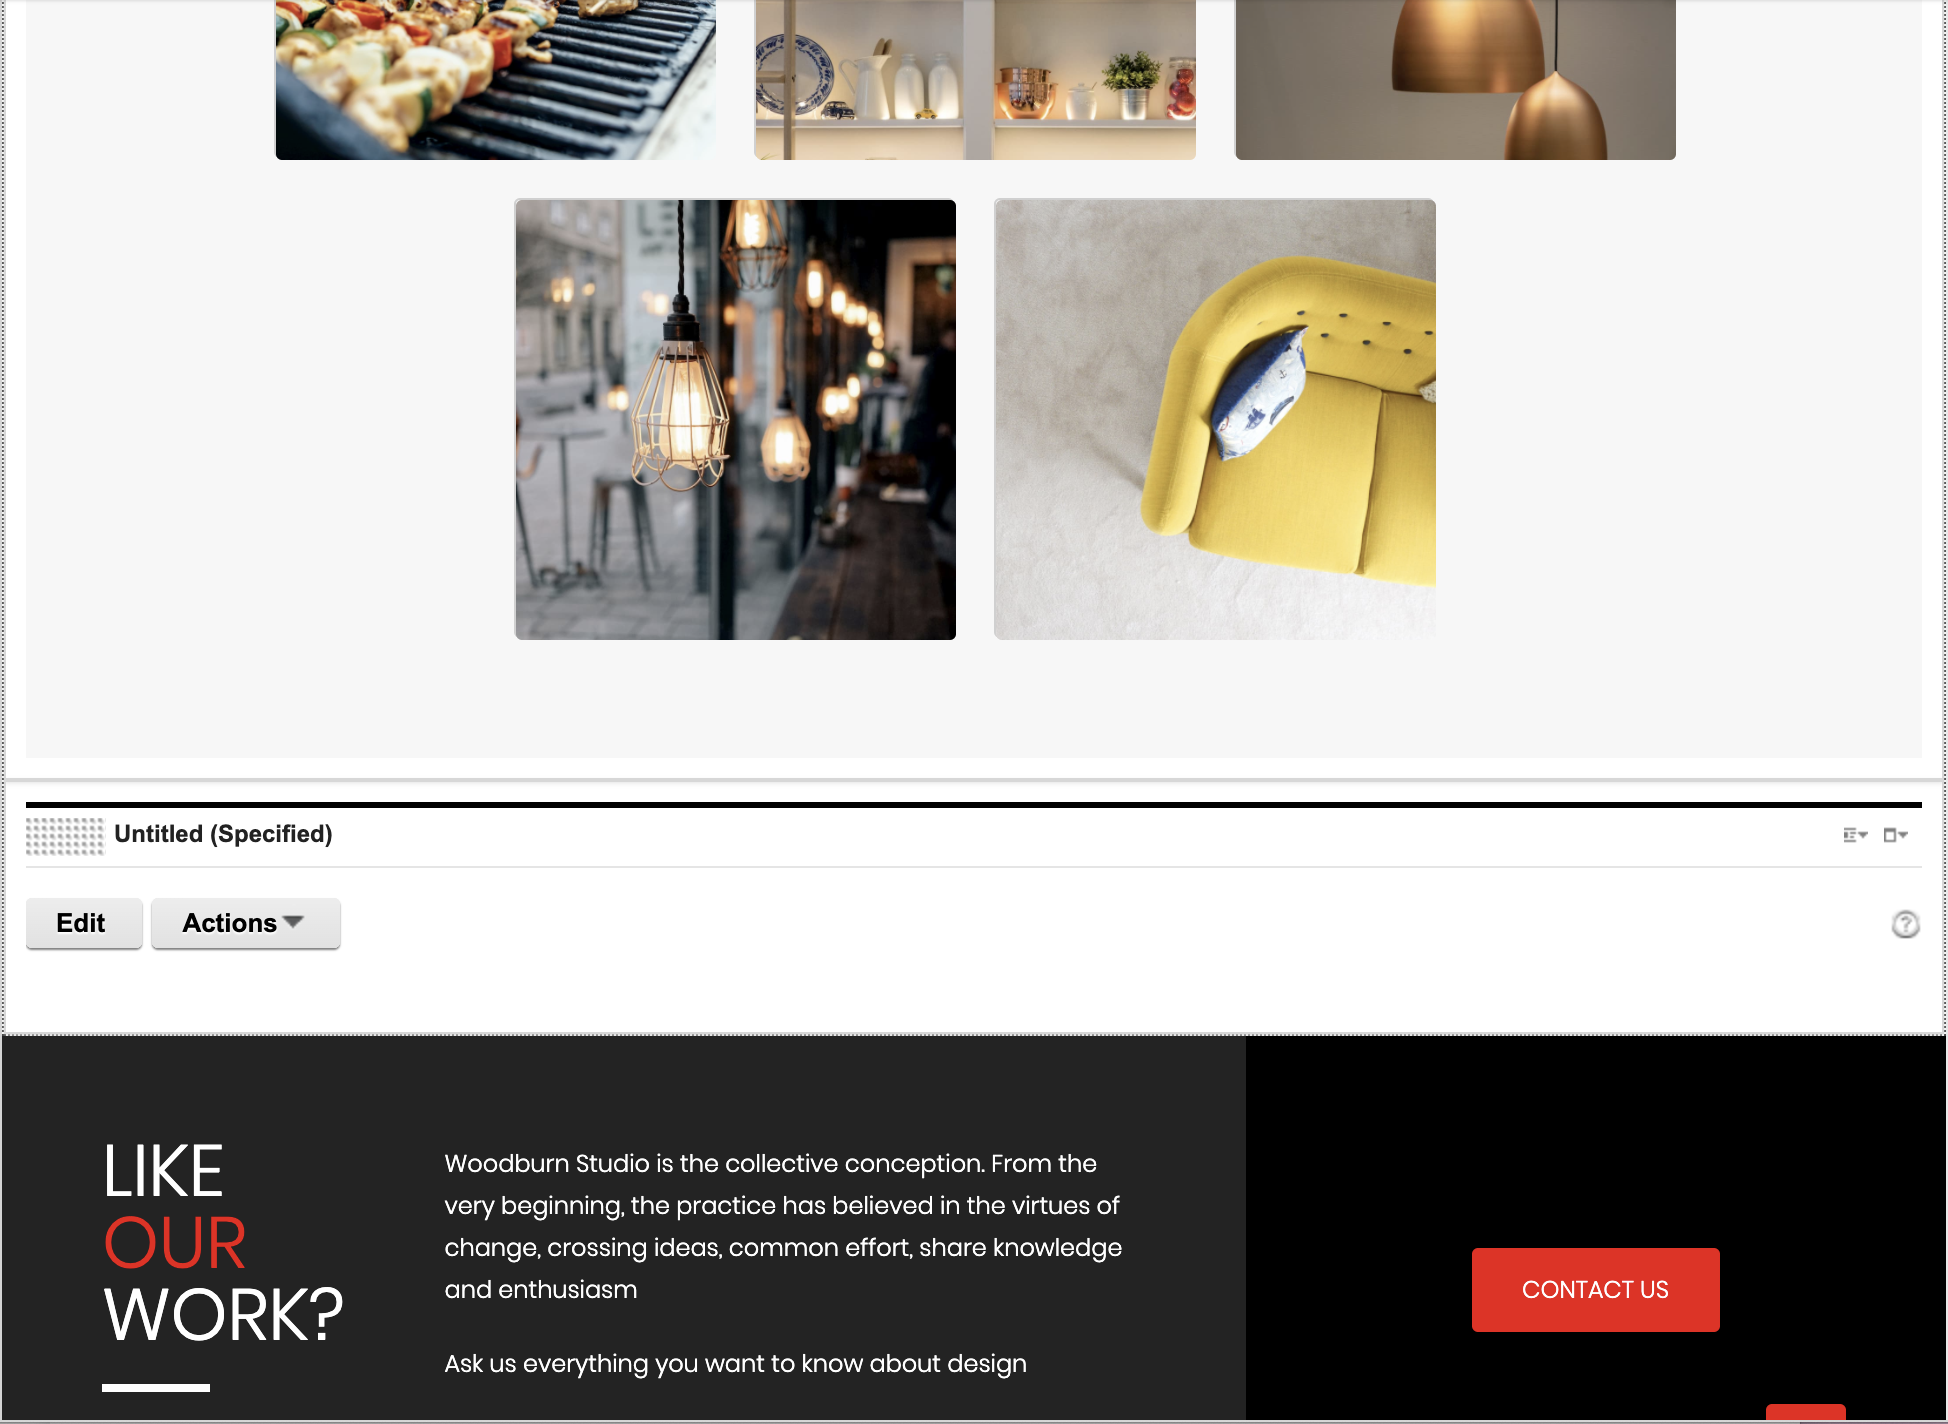 Untitled (Specified)
Edit
Actions
?
LIKE
OUR
WORK?
Woodburn Studio is the collective conception. From the
very beginning, the practice has believed in the virtues of
change, crossing ideas, common effort, share knowledge
and enthusiasm
Ask us everything you want to know about design
CONTACT US